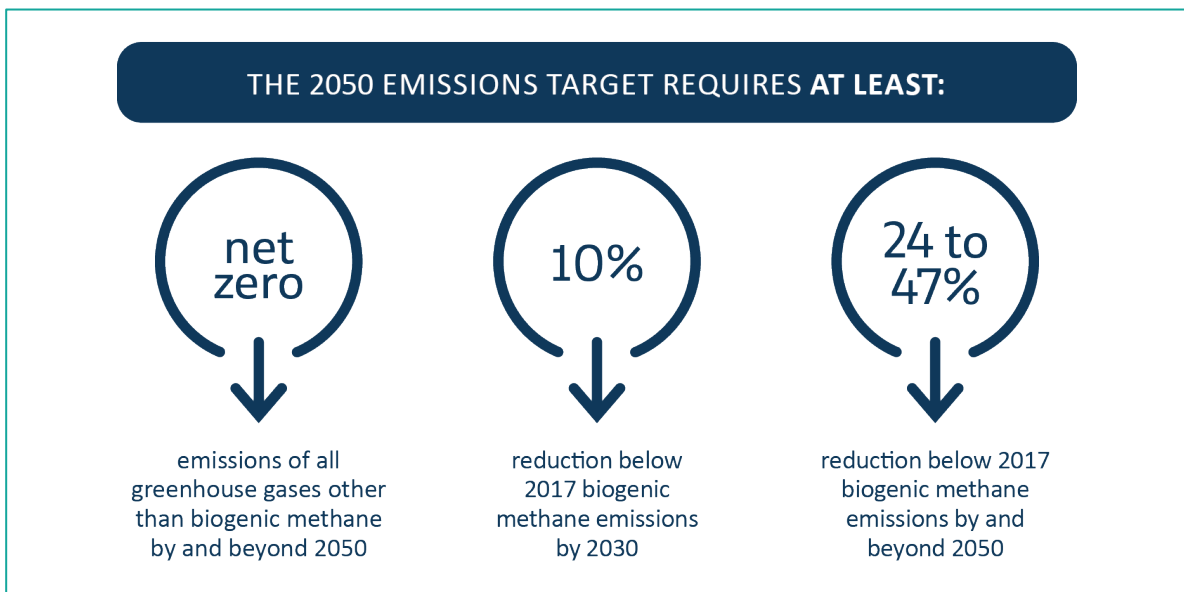 THE 2050 EMISSIONS TARGET REQUIRES AT LEAST:
net
zero
emissions of all
greenhouse gases other
than biogenic methane
by and beyond 2050
10%
reduction below
2017 biogenic
methane emissions
by 2030
24 to
47%
reduction below 2017
biogenic methane
emissions by and
beyond 2050